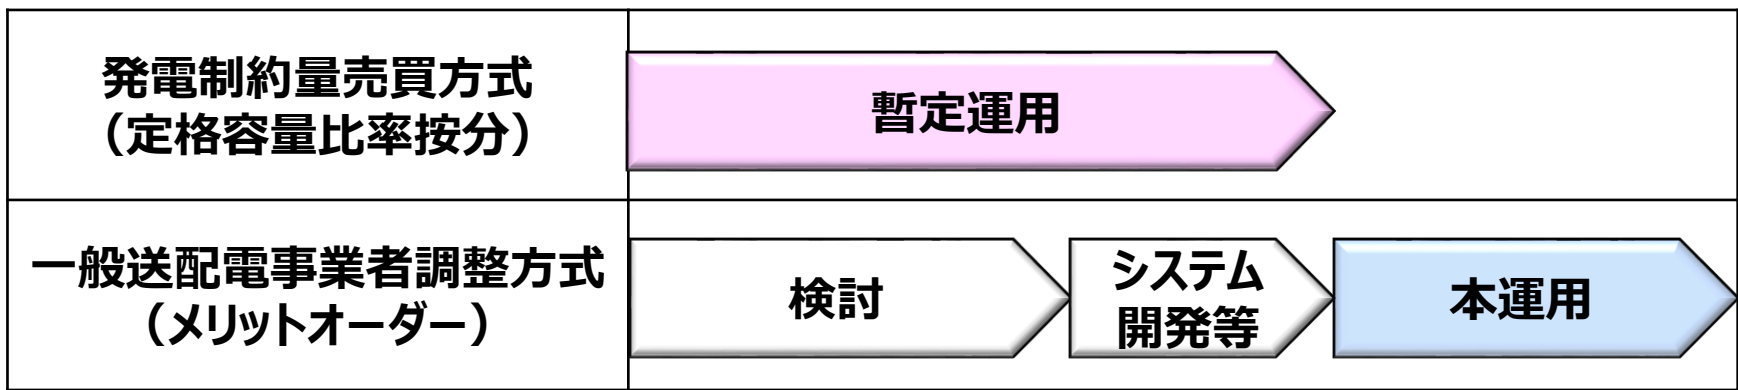 発電制約量売買方式
（定格容量比率按分）
暫定運用
一般送配電事業者調整方式
（メリットオーダー）
検討
システム
開発等
本運用